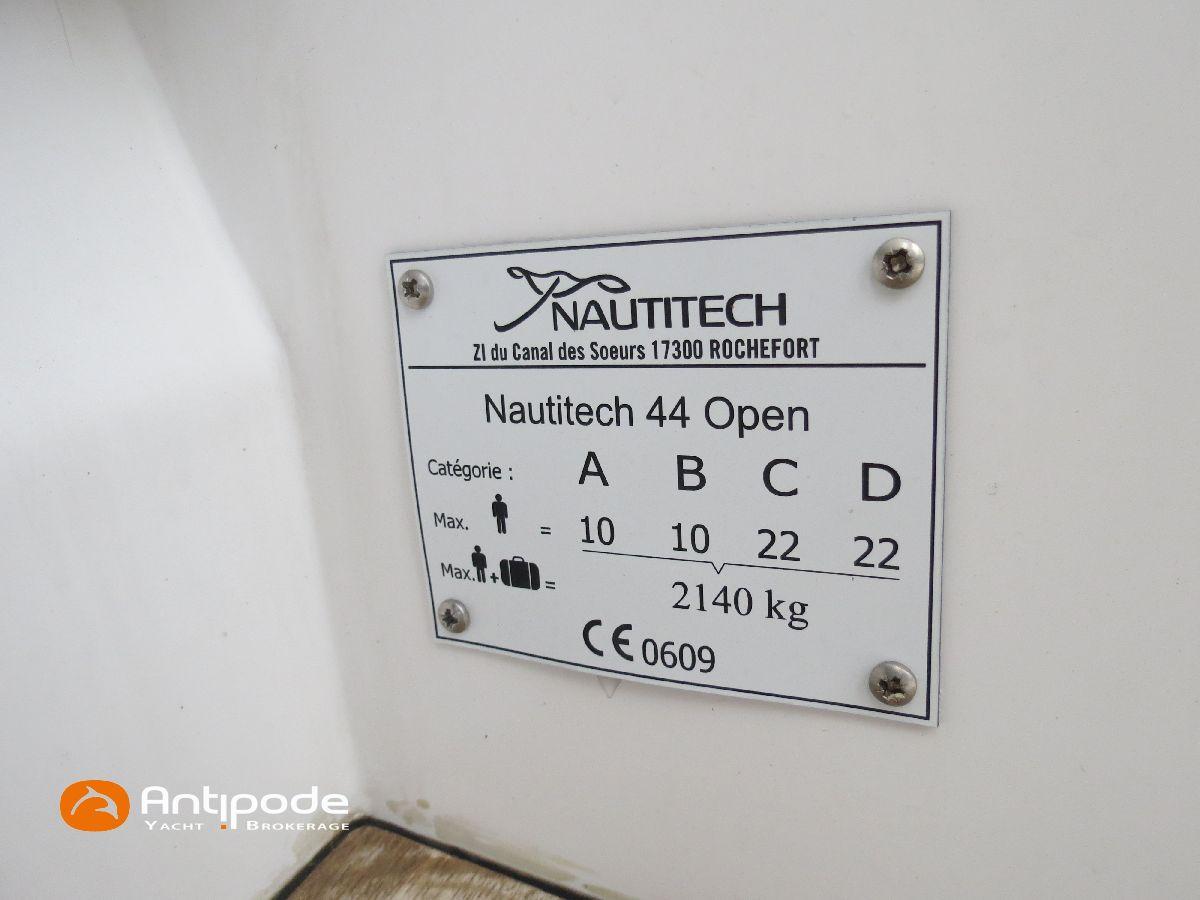 NAUTITECH
ZI du Canal des Soeurs 17300 ROCHEFORT
Nautitech 44 Open
Catégorie : A B C D
Max. = 10 10 22 22
Max. + = 2140 kg
CE 0609
Antipode
YACHT BROKERAGE